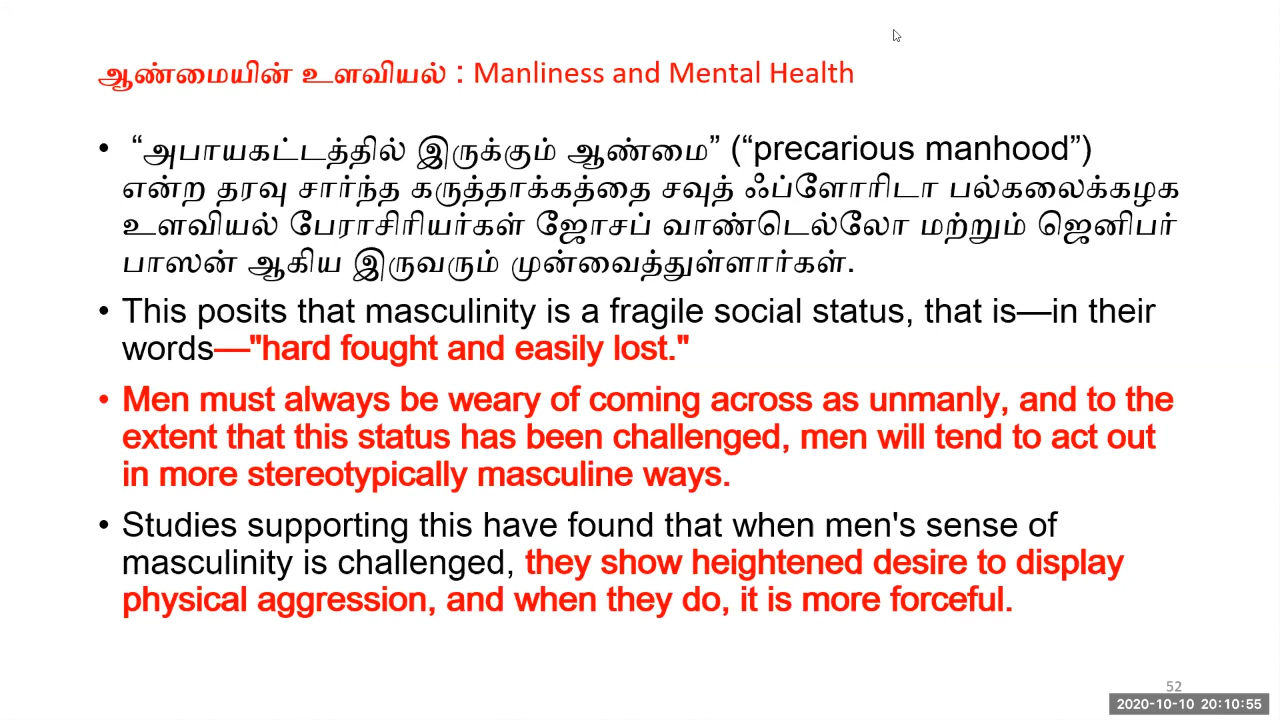 ஆண்மையின் உளவியல் : Manliness and Mental Health
• “அபாயகட்டத்தில் இருக்கும் ஆண்மை” (“precarious manhood”)
என்ற தரவு சார்ந்த கருத்தாக்கத்தை சவுத் ஃப்ளோரிடா பல்கலைக்கழக
உளவியல் பேராசிரியர்கள் ஜோசப் வாண்டெல்லோ மற்றும் ஜெனிபர்
பாஸன் ஆகிய இருவரும் முன்வைத்துள்ளார்கள்.
• This posits that masculinity is a fragile social status, that is—in their
words—"hard fought and easily lost."
• Men must always be weary of coming across as unmanly, and to the
extent that this status has been challenged, men will tend to act out
in more stereotypically masculine ways.
• Studies supporting this have found that when men's sense of
masculinity is challenged, they show heightened desire to display
physical aggression, and when they do, it is more forceful.
52
2020-10-10 20:10:55